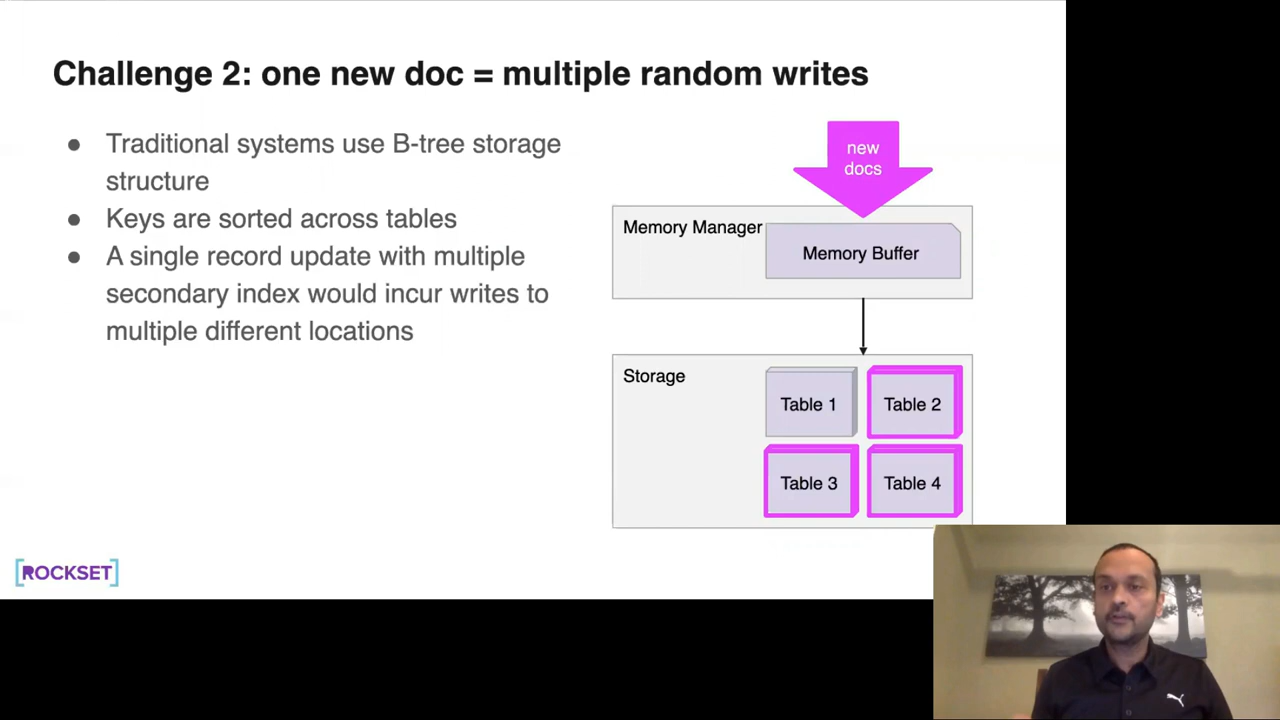 Challenge 2: one new doc = multiple random writes
● Traditional systems use B-tree storage
structure
● Keys are sorted across tables
● A single record update with multiple
secondary index would incur writes to
multiple different locations
new
docs
Memory Manager
Memory Buffer
Storage
Table 1
Table 2
Table 3
Table 4
[ROCKSET]